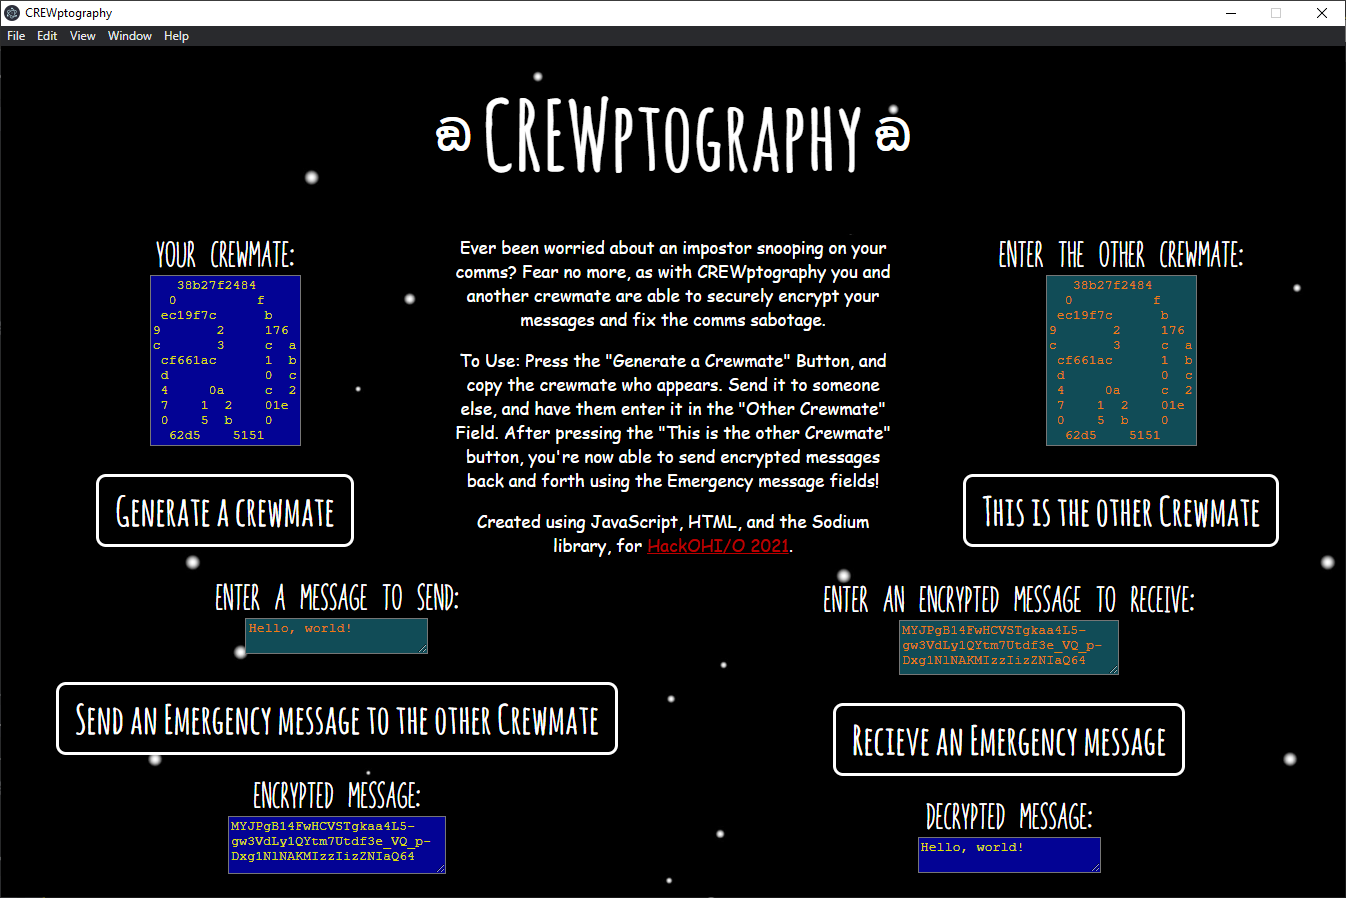 CREWptography
File Edit View Window Help
ඞ CREWptography ඞ
Your Crewmate:
   38b27f2484
  0          f
 ec19f7c      b
9       2     176
c       3     c  a
 cf661ac      1  b
 d            0  c
 4     0a     c  2
 7    1  2    01e
 0    5  b    0
  62d5    5151
Generate a crewmate
Ever been worried about an impostor snooping on your
comms? Fear no more, as with CREWptography you and
another crewmate are able to securely encrypt your
messages and fix the comms sabotage.
To Use: Press the "Generate a Crewmate" Button, and
copy the crewmate who appears. Send it to someone
else, and have them enter it in the "Other Crewmate"
Field. After pressing the "This is the other Crewmate"
button, you're now able to send encrypted messages
back and forth using the Emergency message fields!
Created using JavaScript, HTML, and the Sodium
library, for HackOHI/O 2021.
Enter the other Crewmate:
   38b27f2484
  0          f
 ec19f7c      b
9       2     176
c       3     c  a
 cf661ac      1  b
 d            0  c
 4     0a     c  2
 7    1  2    01e
 0    5  b    0
  62d5    5151
This is the other Crewmate
Enter a message to send:
Hello, world!
Send an Emergency message to the other Crewmate
Encrypted message:
MYJPgB14FwHCVSTgkaa4L5-
gw3VdLy1QYtm7Utdf3e_VQ_p-
Dxg1NlNAKMIzzIizZNIaQ64
Enter an encrypted message to receive:
MYJPgB14FwHCVSTgkaa4L5-
gw3VdLy1QYtm7Utdf3e_VQ_p-
Dxg1NlNAKMIzzIizZNIaQ64
Recieve an Emergency message
Decrypted message:
Hello, world!